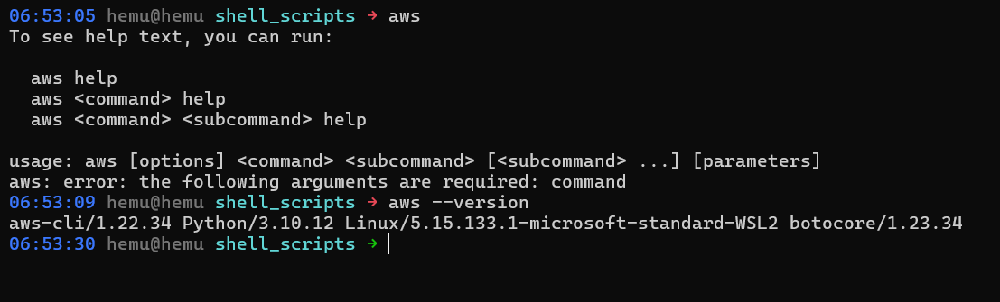 06:53:05 hemu@hemu shell_scripts → aws
To see help text, you can run:
aws help
aws <command> help
aws <command> <subcommand> help
usage: aws [options] <command> <subcommand> [<subcommand> ...] [parameters]
aws: error: the following arguments are required: command
06:53:09 hemu@hemu shell_scripts → aws --version
aws-cli/1.22.34 Python/3.10.12 Linux/5.15.133.1-microsoft-standard-WSL2 botocore/1.23.34
06:53:30 hemu@hemu shell_scripts →